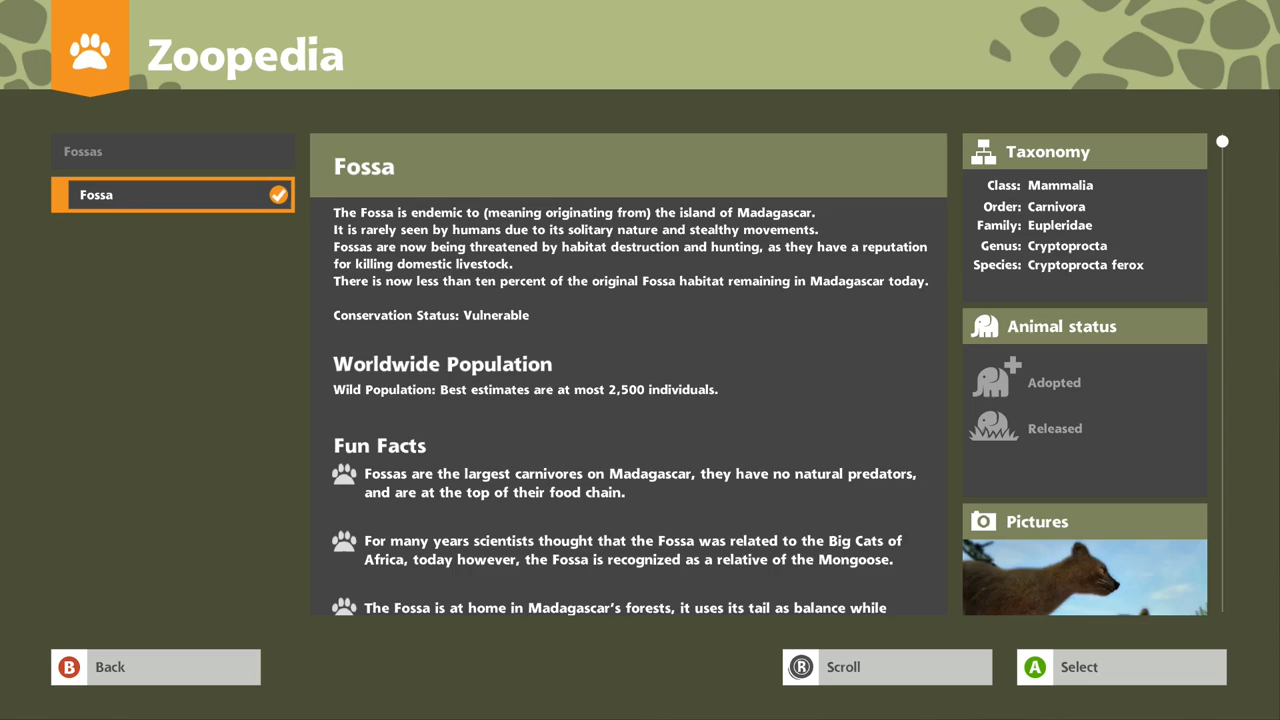 Zoopedia
Fossas
Fossa
Fossa
The Fossa is endemic to (meaning originating from) the island of Madagascar.
It is rarely seen by humans due to its solitary nature and stealthy movements.
Fossas are now being threatened by habitat destruction and hunting, as they have a reputation
for killing domestic livestock.
There is now less than ten percent of the original Fossa habitat remaining in Madagascar today.
Conservation Status: Vulnerable
Worldwide Population
Wild Population: Best estimates are at most 2,500 individuals.
Fun Facts
Fossas are the largest carnivores on Madagascar, they have no natural predators,
and are at the top of their food chain.
For many years scientists thought that the Fossa was related to the Big Cats of
Africa, today however, the Fossa is recognized as a relative of the Mongoose.
The Fossa is at home in Madagascar's forests, it uses its tail as balance while
Taxonomy
Class: Mammalia
Order: Carnivora
Family: Eupleridae
Genus: Cryptoprocta
Species: Cryptoprocta ferox
Animal status
Adopted
Released
Pictures
B Back
R Scroll
A Select